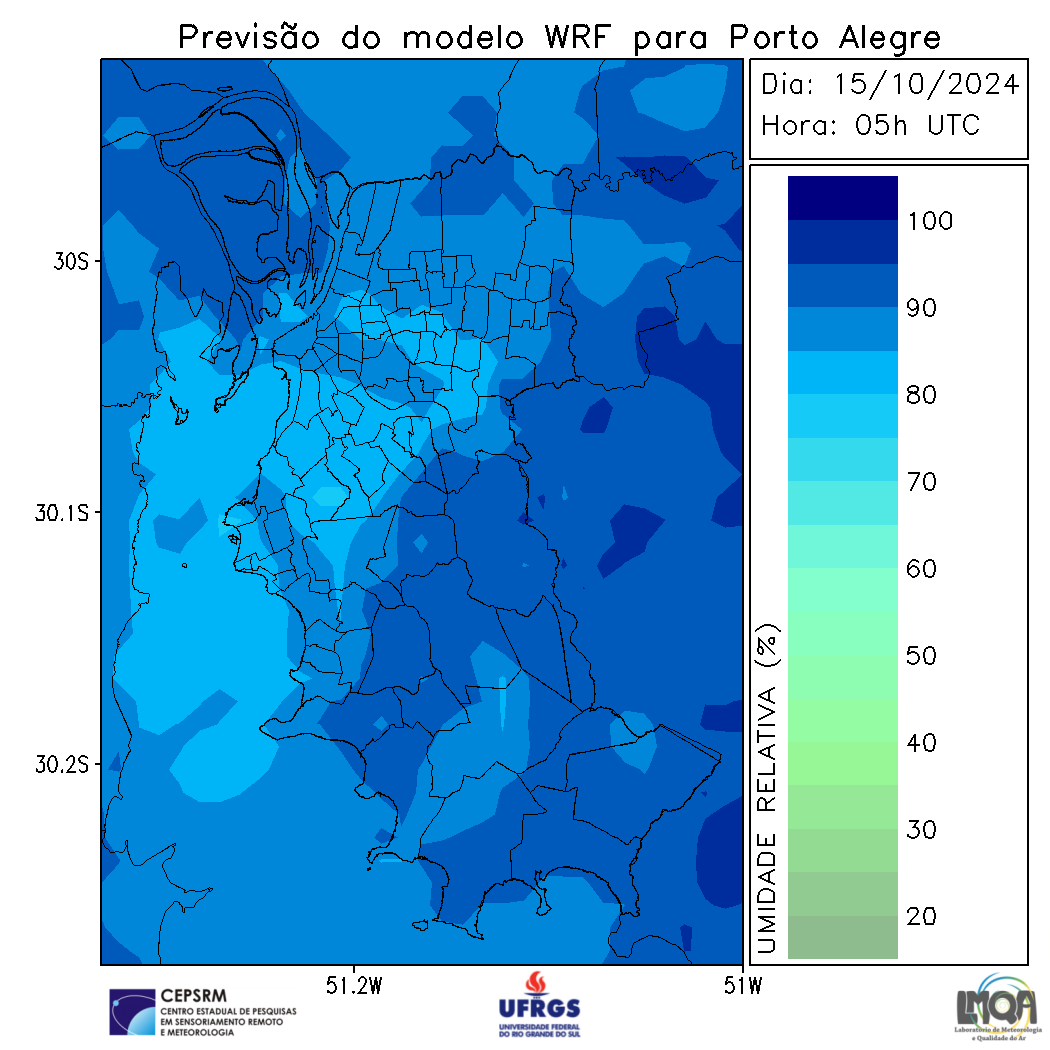 Previsão do modelo WRF para Porto Alegre
Dia: 15/10/2024
Hora: 05h UTC
30S
30.1S
30.2S
51.2W
51W
100
90
80
70
60
50
40
30
20
UMIDADE RELATIVA (%)
CEPSRM
CENTRO ESTADUAL DE PESQUISAS
EM SENSORIAMENTO REMOTO
E METEOROLOGIA
UFRGS
UNIVERSIDADE FEDERAL
DO RIO GRANDE DO SUL
LMQA
Laboratório de Meteorologia
e Qualidade do Ar